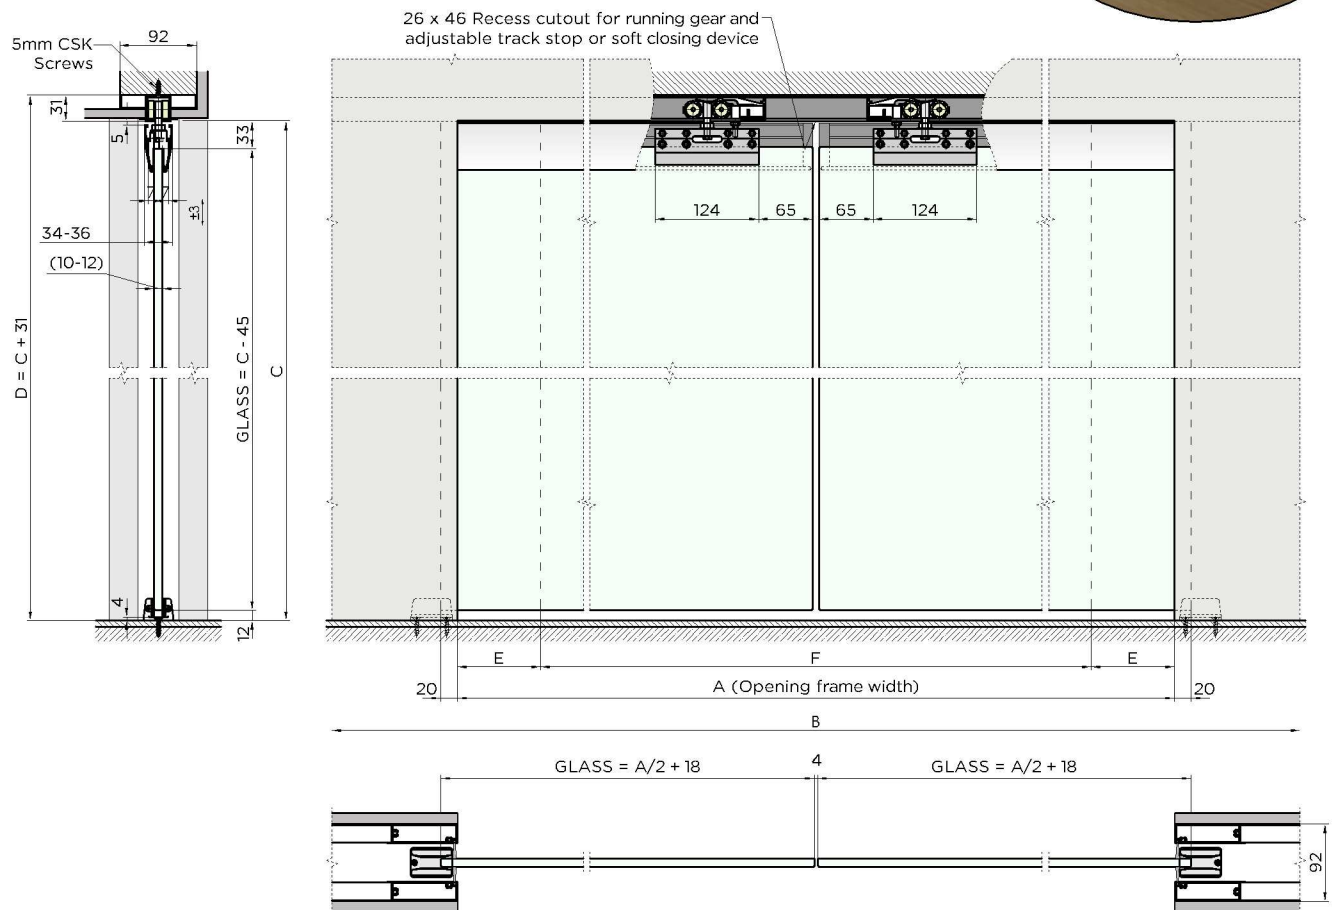 26 x 46 Recess cutout for running gear and
adjustable track stop or soft closing device
5mm CSK
Screws
92
31
5
33
±3
34-36
(10-12)
124
65
65
124
D = C + 31
GLASS = C - 45
C
4
12
E
F
E
20
A (Opening frame width)
20
B
GLASS = A/2 + 18
4
GLASS = A/2 + 18
92